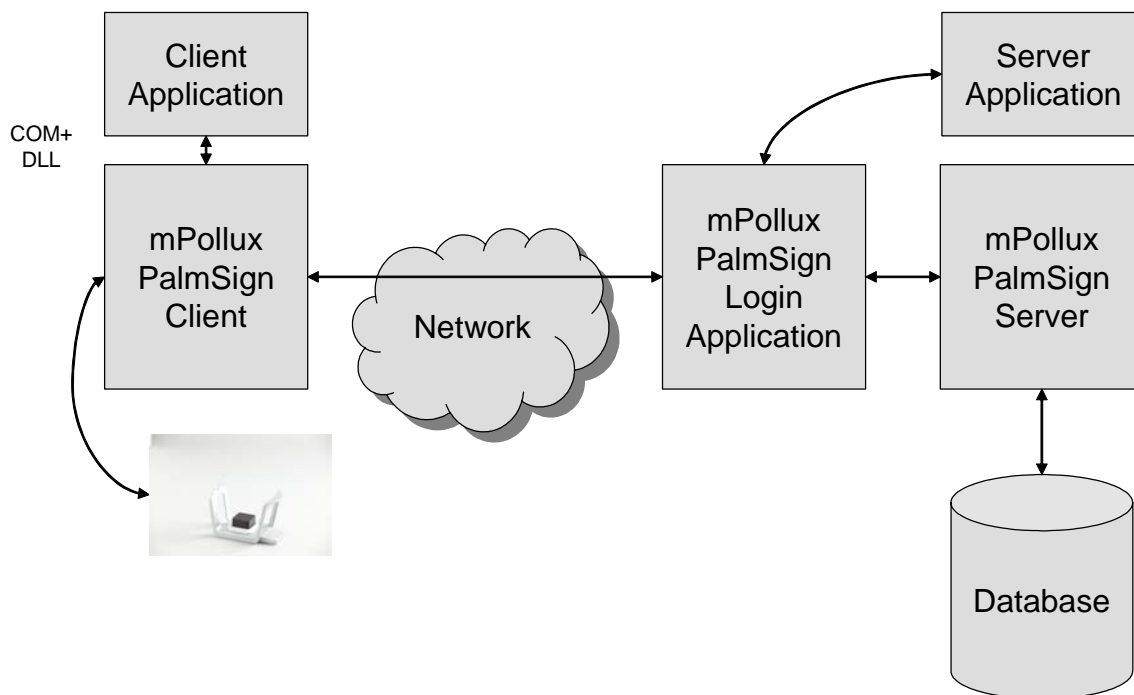 Client
Application
Server
Application
COM+
DLL
mPollux
PalmSign
Client
Network
mPollux
PalmSign
Login
Application
mPollux
PalmSign
Server
Database